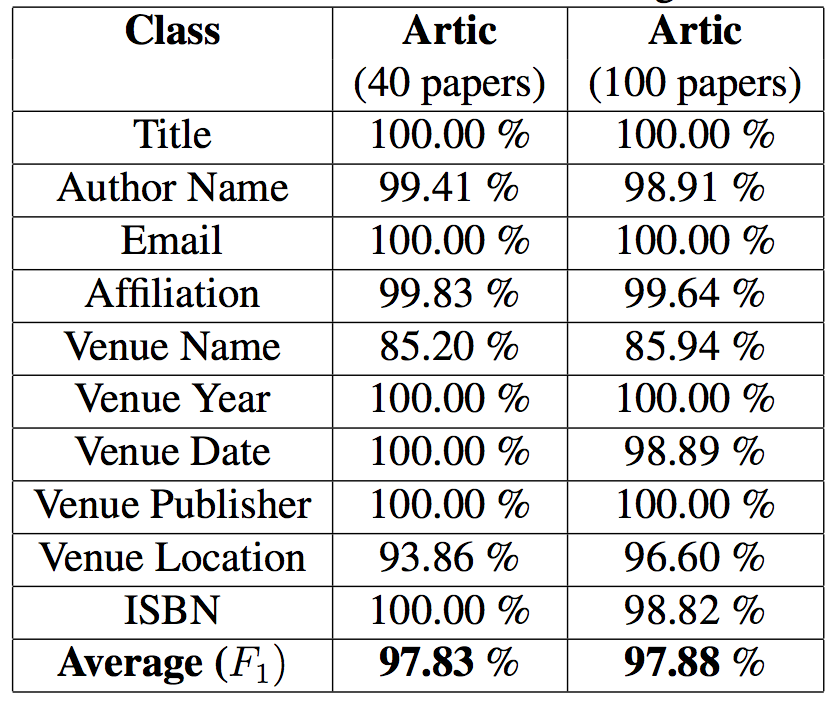 Class Artic Artic
(40 papers) (100 papers)
Title 100.00 % 100.00 %
Author Name 99.41 % 98.91 %
Email 100.00 % 100.00 %
Affiliation 99.83 % 99.64 %
Venue Name 85.20 % 85.94 %
Venue Year 100.00 % 100.00 %
Venue Date 100.00 % 98.89 %
Venue Publisher 100.00 % 100.00 %
Venue Location 93.86 % 96.60 %
ISBN 100.00 % 98.82 %
Average (F₁) 97.83 % 97.88 %